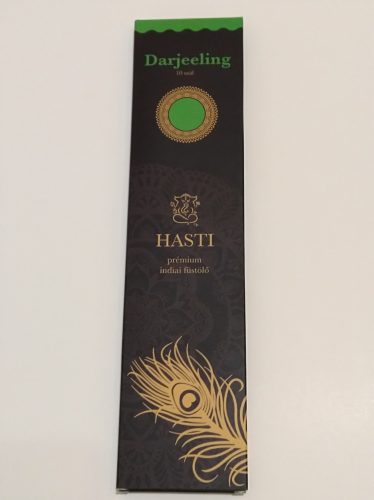 Darjeeling
10 szál
HASTI
prémium
indiai füstölő